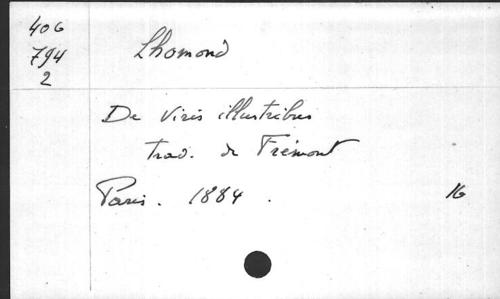 406
794
2
Lhomond
De viris illustribus
trad. de Frémont
Paris. 1884.
16